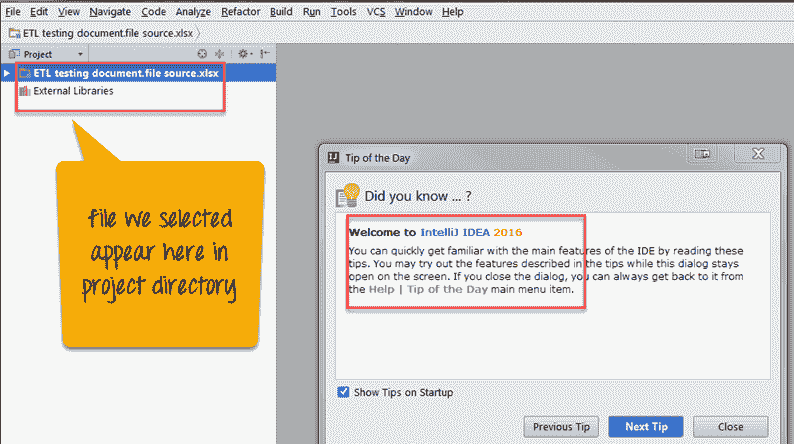 File Edit View Navigate Code Analyze Refactor Build Run Tools VCS Window Help
ETL testing document.file source.xlsx
Project
ETL testing document.file source.xlsx
External Libraries
file we selected
appear here in
project directory
Tip of the Day
Did you know ... ?
Welcome to IntelliJ IDEA 2016
You can quickly get familiar with the main features of the IDE by reading these
tips. You may try out the features described in the tips while this dialog stays
open on the screen. If you close the dialog, you can always get back to it from
the Help | Tip of the Day main menu item.
Show Tips on Startup
Previous Tip Next Tip Close